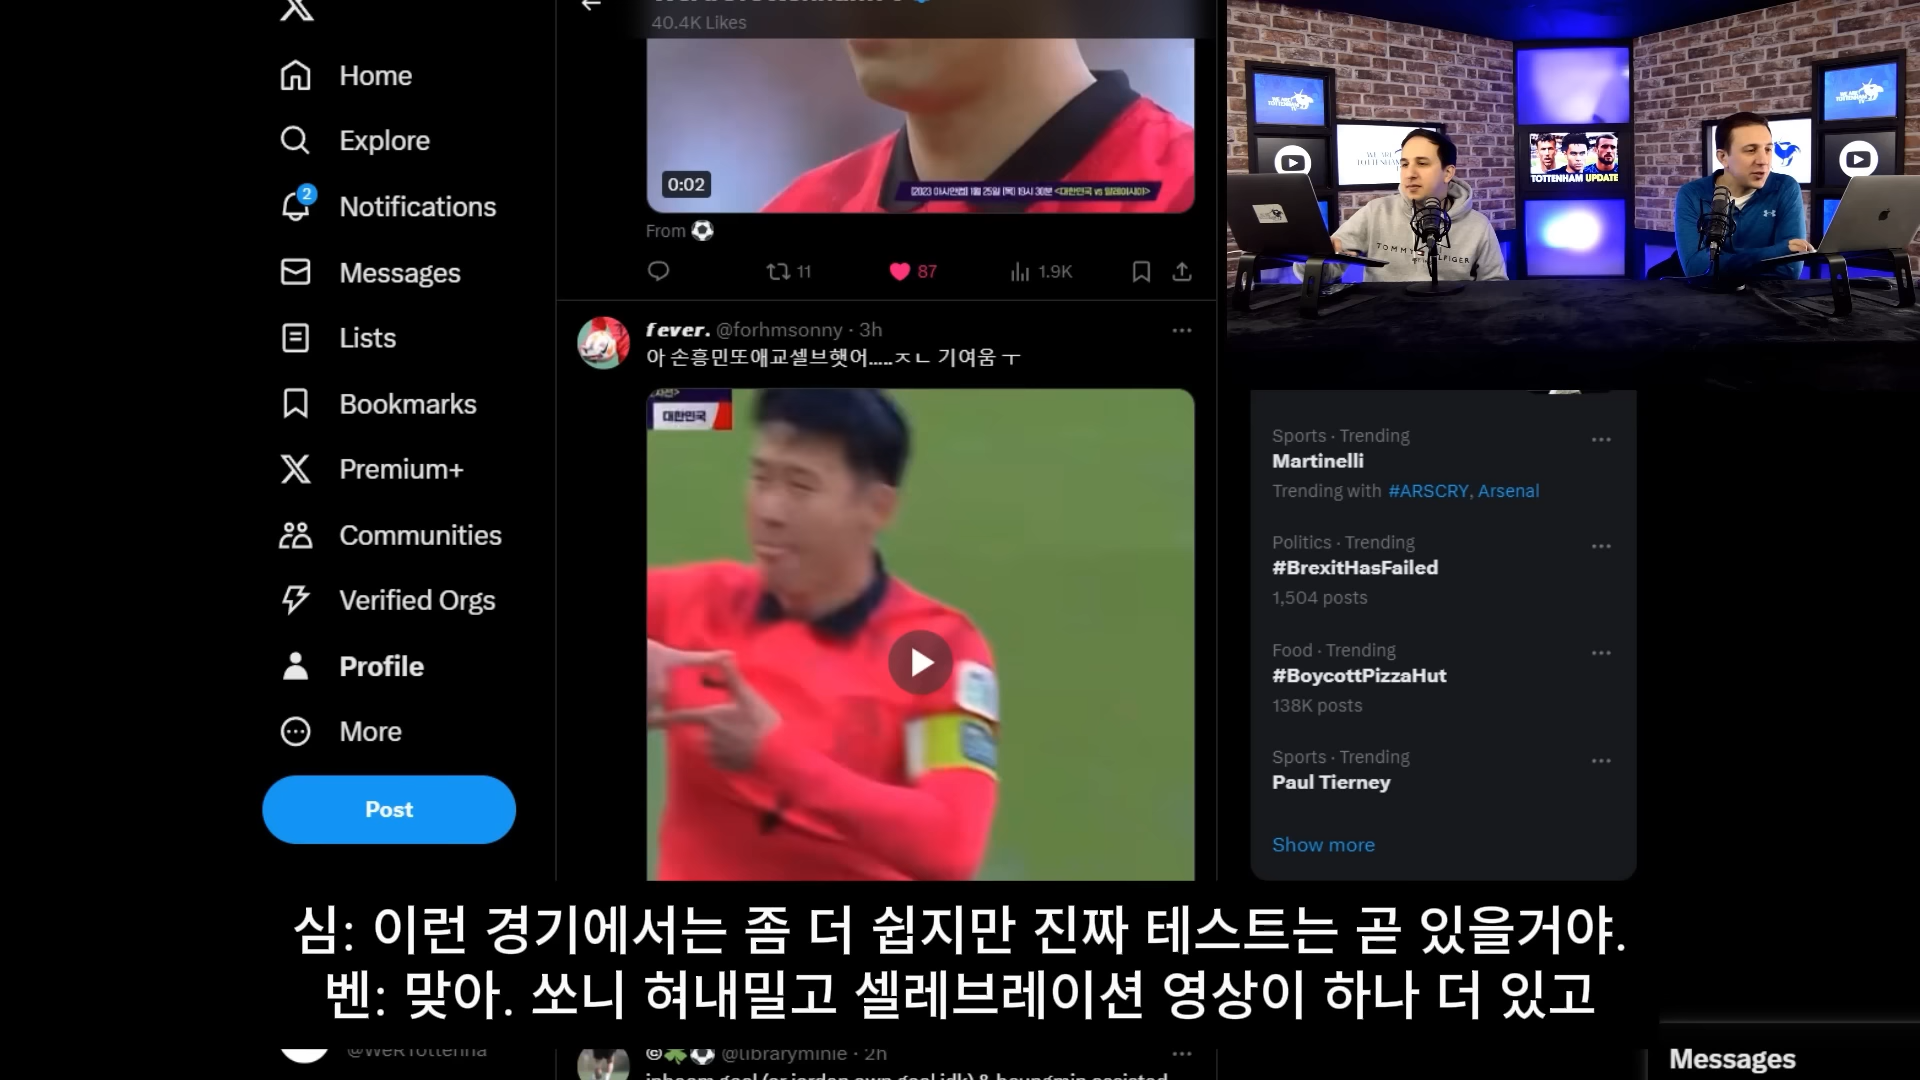 40.4K Likes
Home
Explore
2
Notifications
Messages
Lists
Bookmarks
Premium+
Communities
Verified Orgs
Profile
More
Post
0:02
From
11
87
1.9K
fever. @forhmsonny · 3h
아 손흥민또애교셀브햇어.....ㅈㄴ 기여움 ㅜ
대한민국
TOTTENHAM UPDATE
TOMMY HILFIGER
Sports · Trending
Martinelli
Trending with #ARSCRY, Arsenal
Politics · Trending
#BrexitHasFailed
1,504 posts
Food · Trending
#BoycottPizzaHut
138K posts
Sports · Trending
Paul Tierney
Show more
심: 이런 경기에서는 좀 더 쉽지만 진짜 테스트는 곧 있을거야.
벤: 맞아. 쏘니 혀내밀고 셀레브레이션 영상이 하나 더 있고
@libraryminie · 2h
Messages